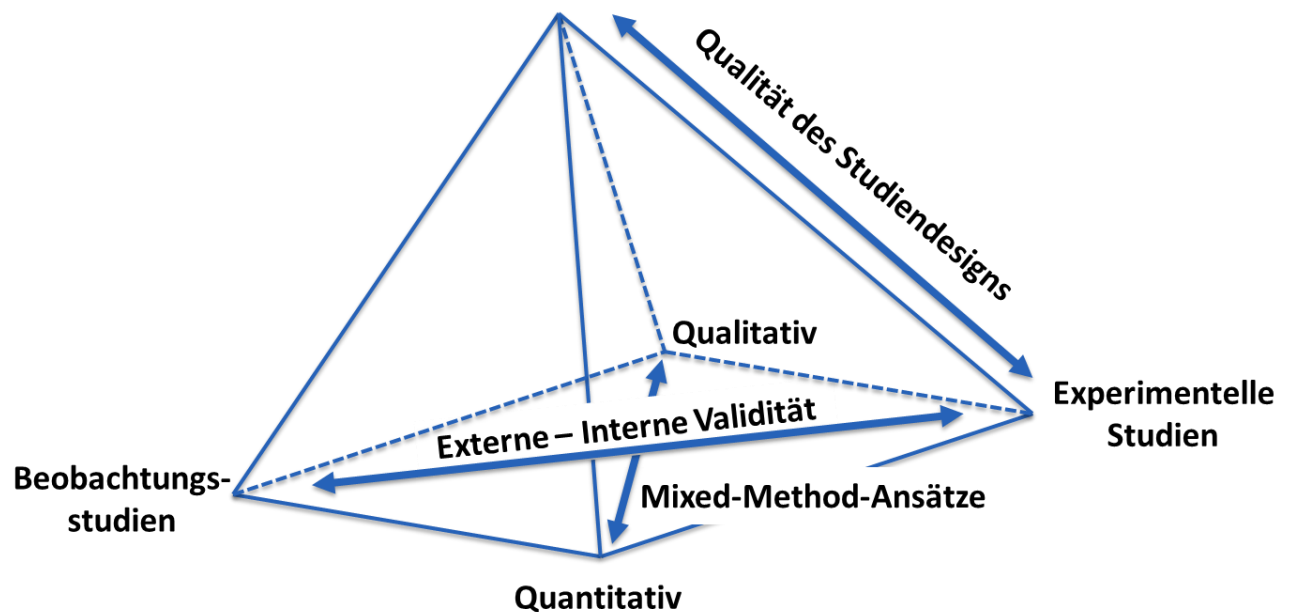 Qualität des Studiendesigns
Qualitativ
Externe – Interne Validität
Experimentelle
Studien
Beobachtungs-
studien
Mixed-Method-Ansätze
Quantitativ